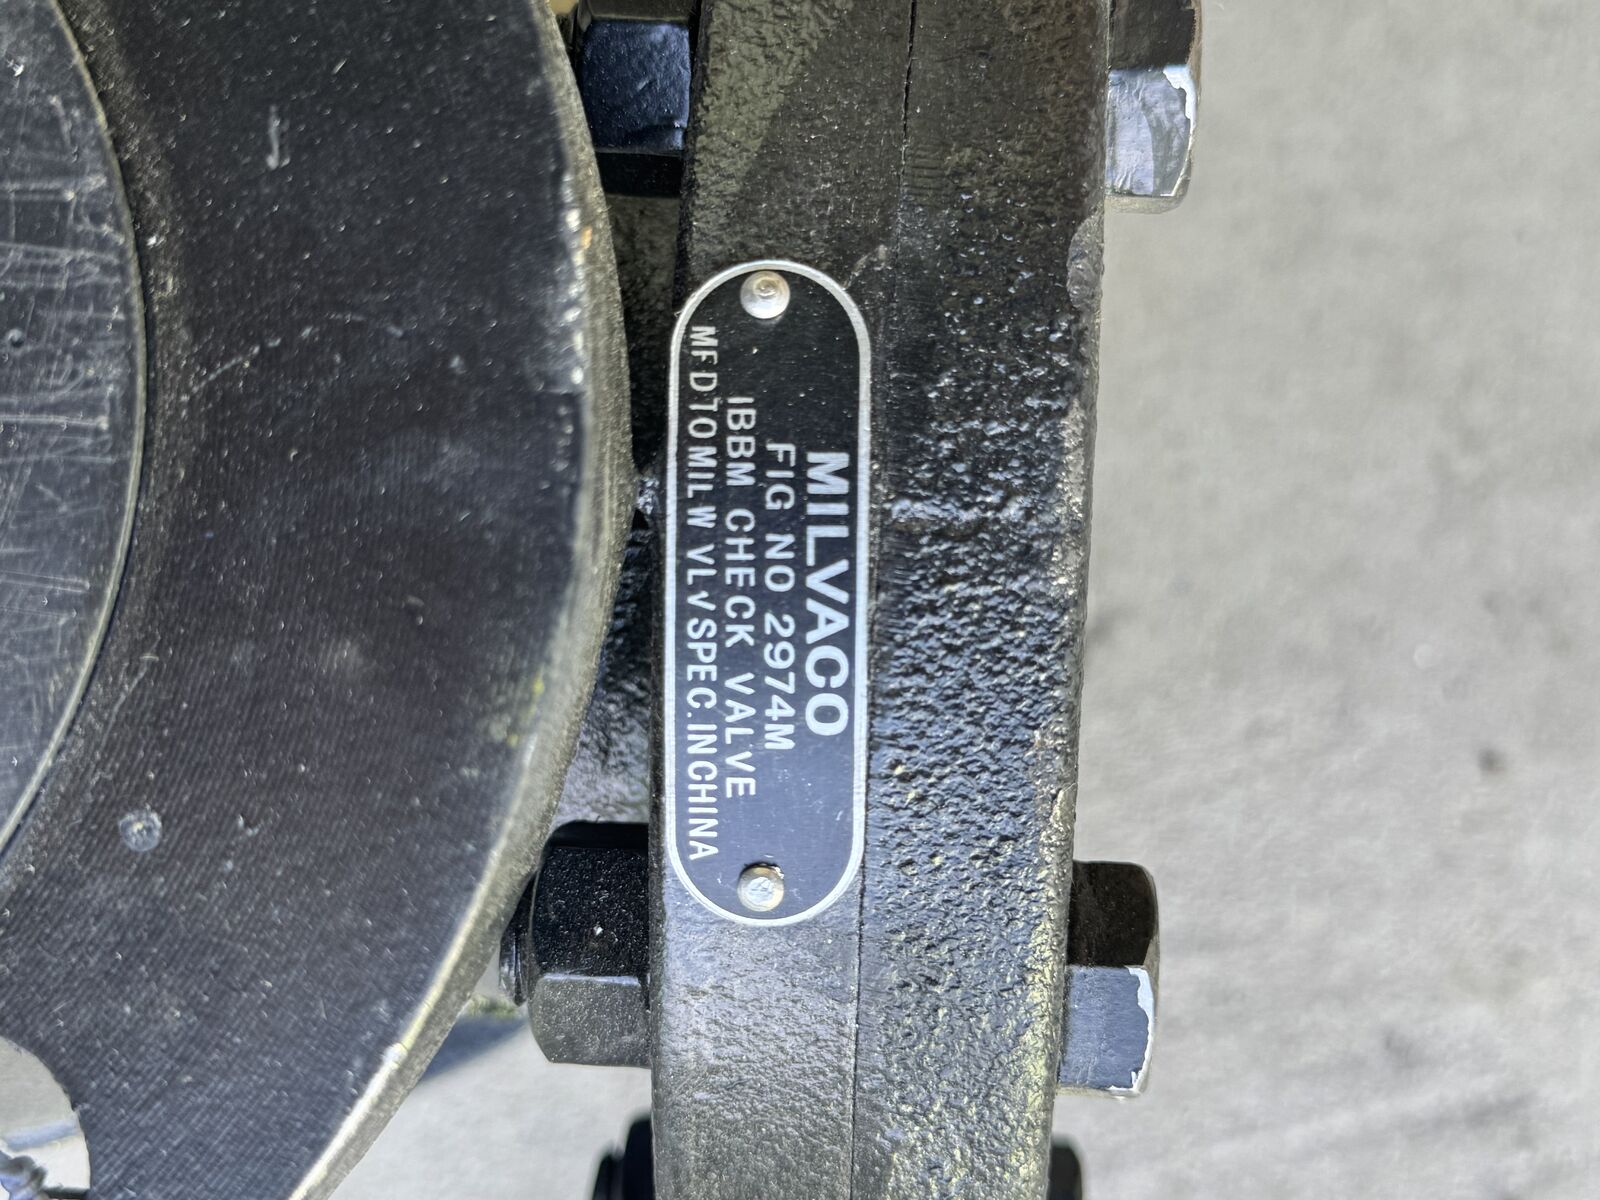 MILVACO
FIG NO 2974M
IBBM CHECK VALVE
MFD TO MILW VLV SPEC. IN CHINA